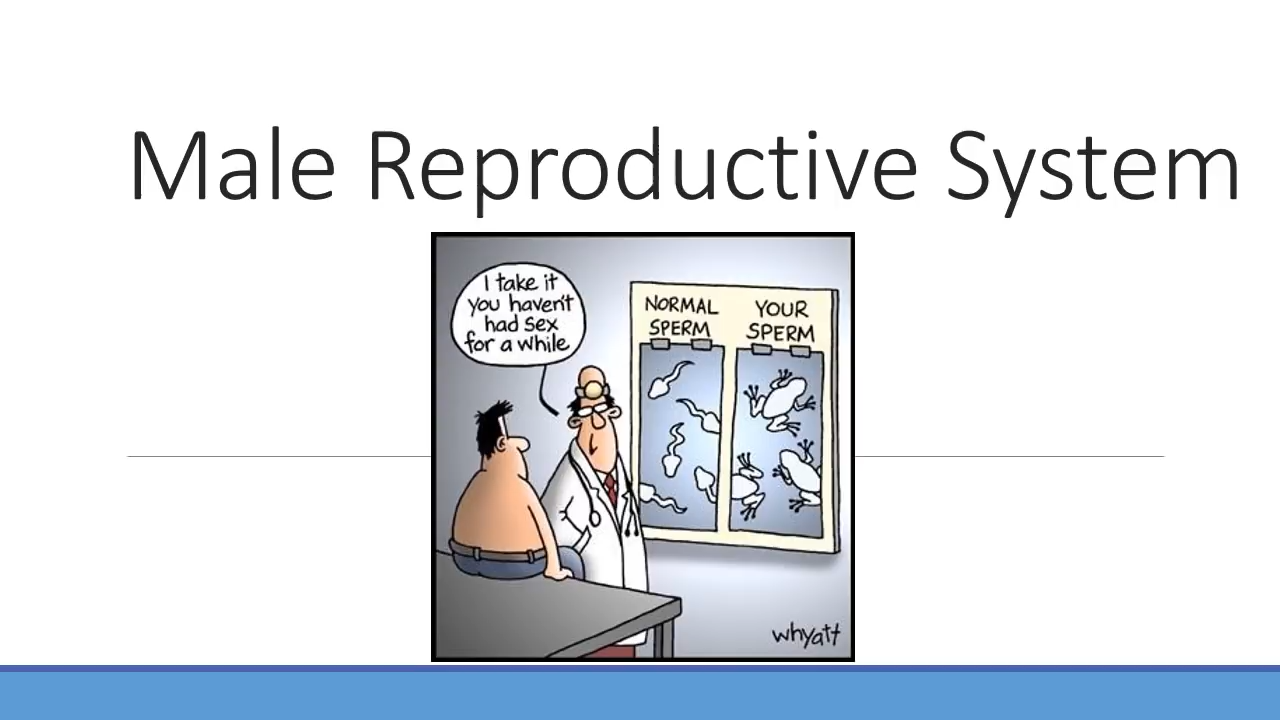 Male Reproductive System
I take it
you haven't
had sex
for a while
NORMAL
SPERM
YOUR
SPERM
whyatt